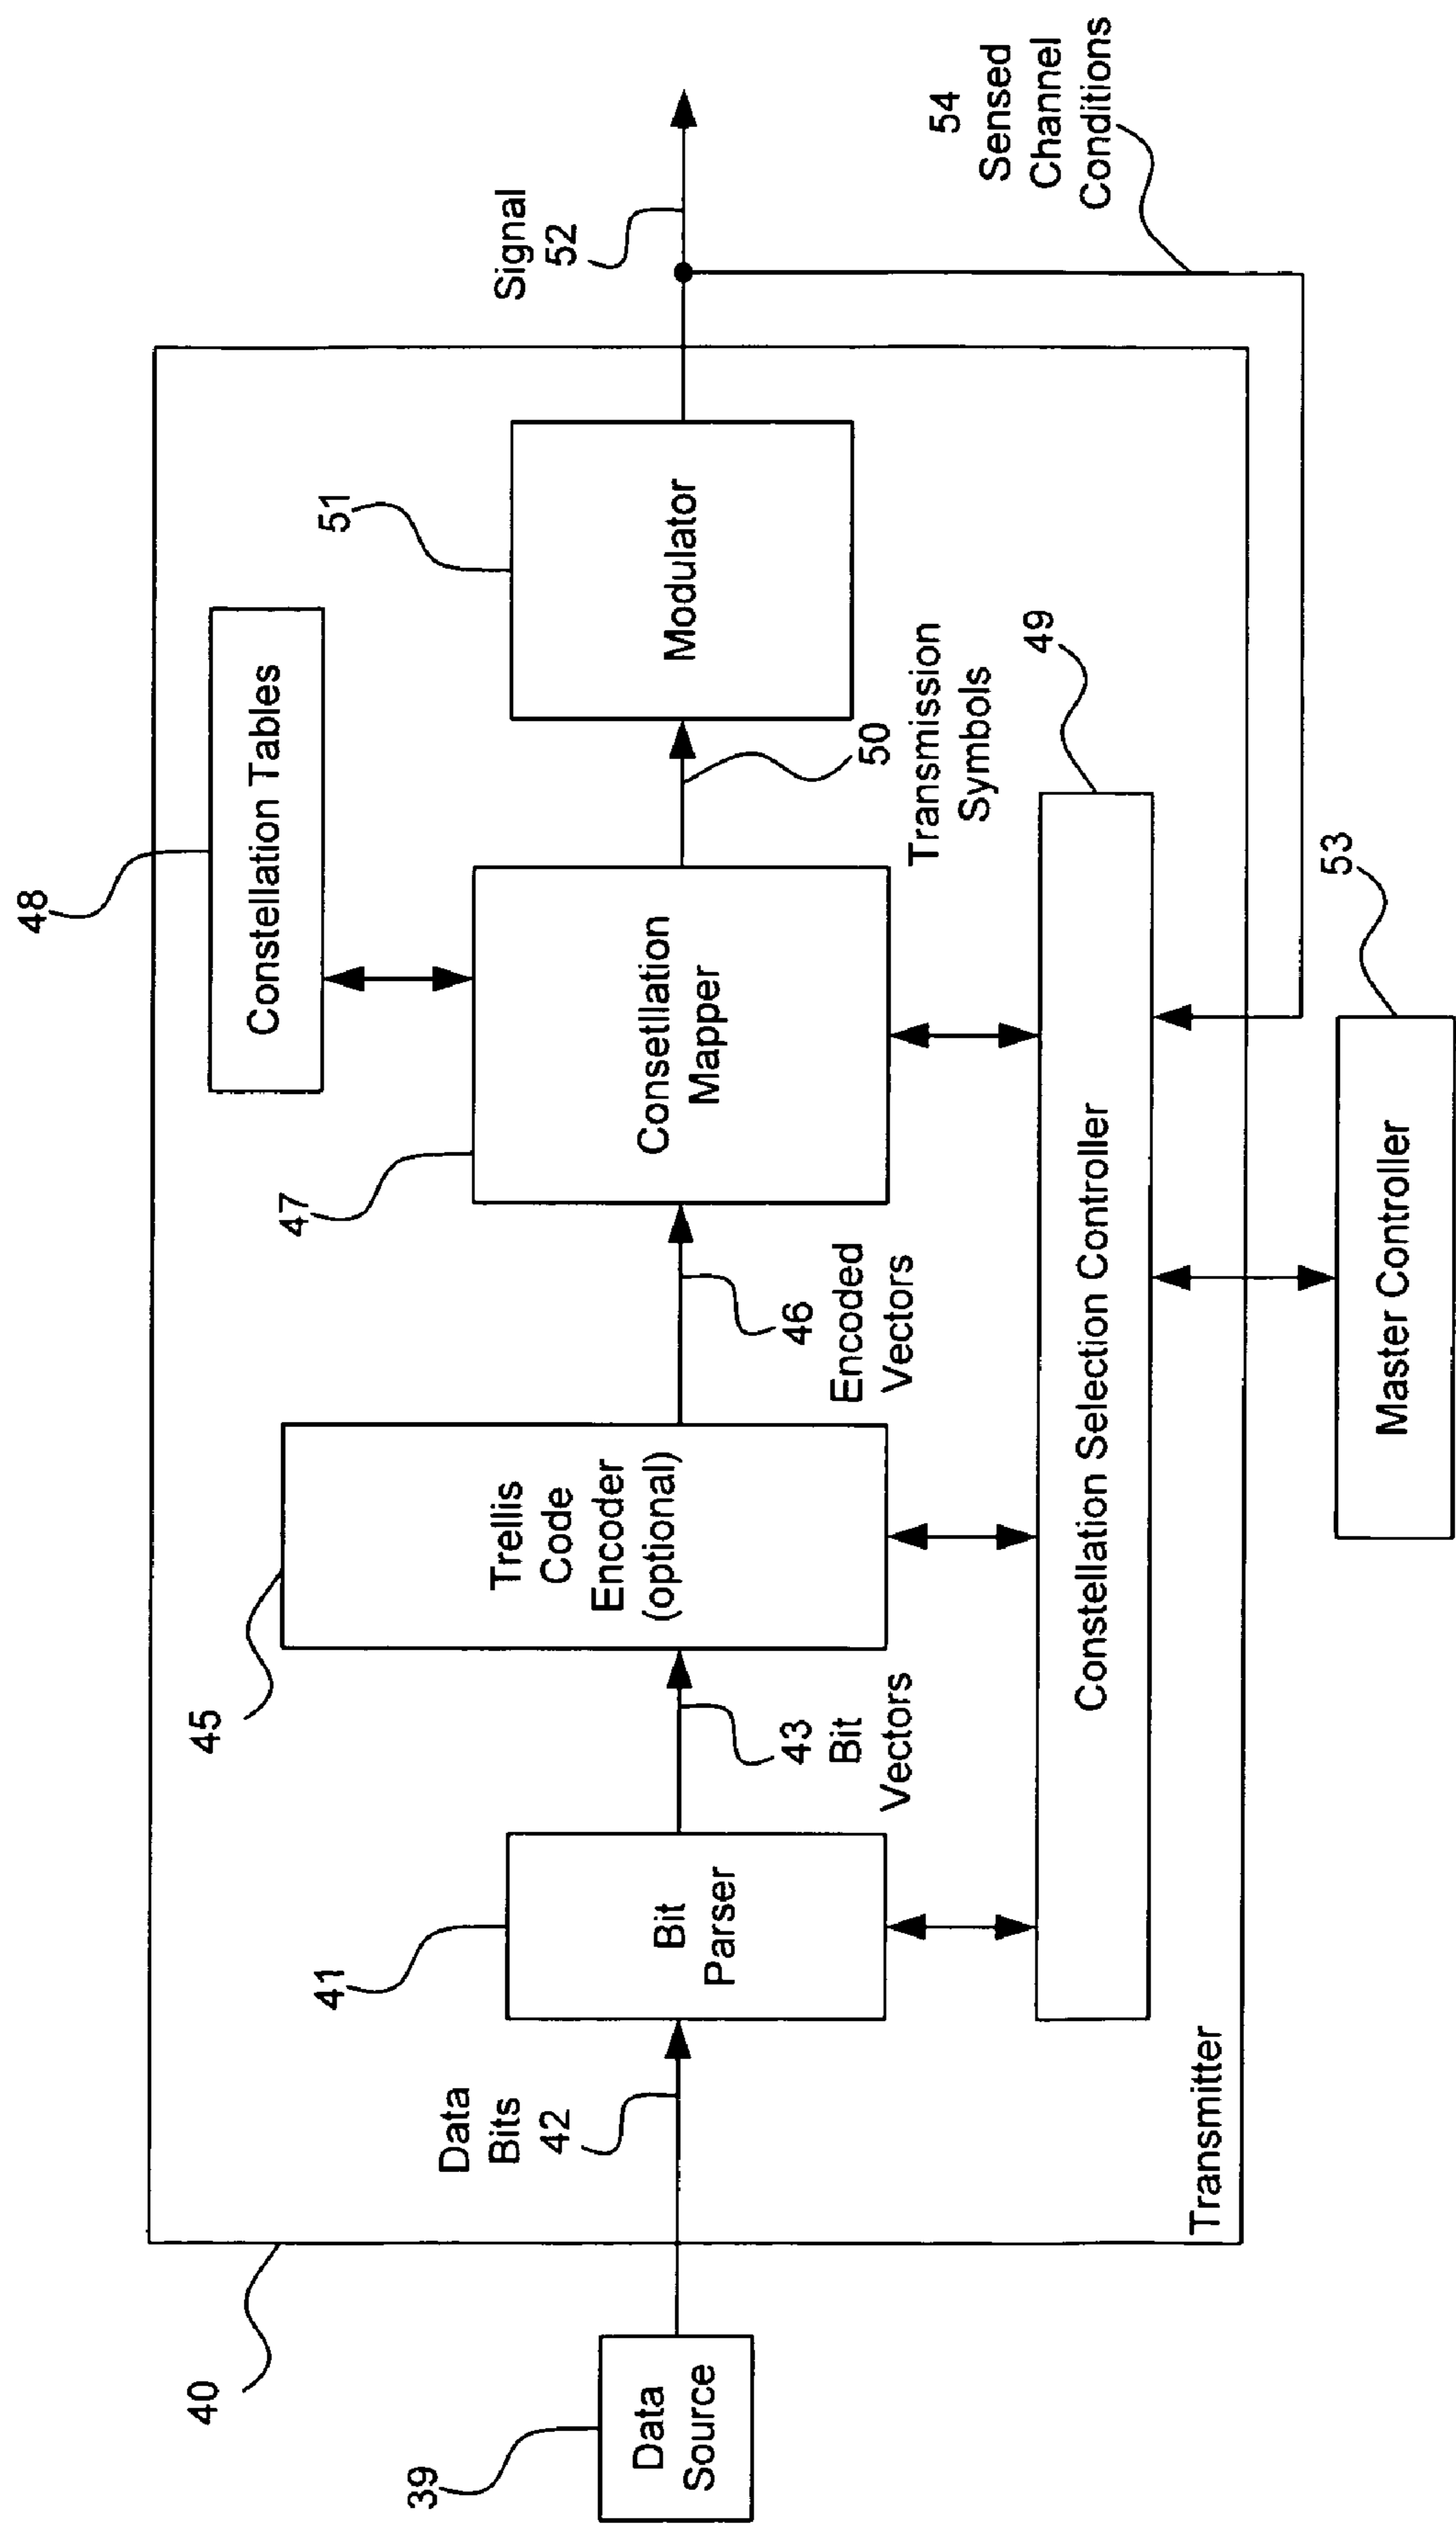 48
Constellation Tables
51
Signal
52
47
Consetllation
Mapper
Modulator
45
Trellis
Code
Encoder
(optional)
41
Bit
Parser
Data
Bits
42
40
39
Data
Source
43
Bit
Vectors
46
Encoded
Vectors
50
Transmission
Symbols
49
Constellation Selection Controller
54
Sensed
Channel
Conditions
Transmitter
53
Master Controller